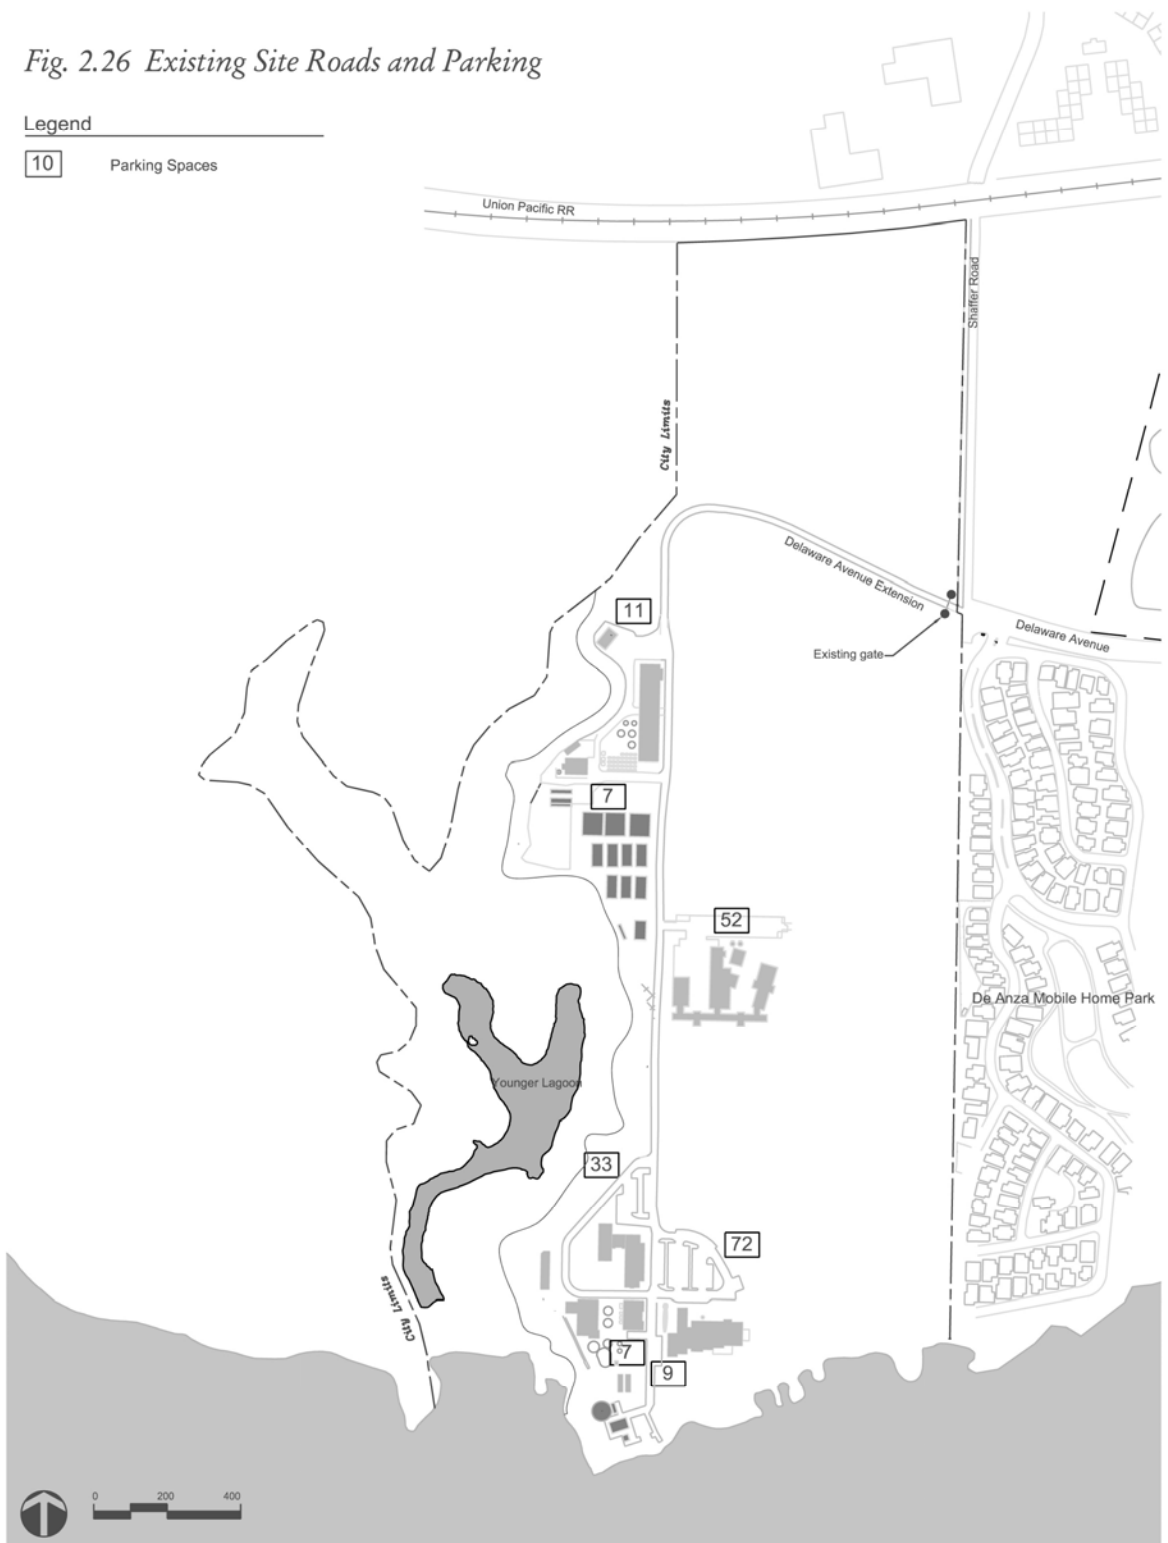 Fig. 2.26 Existing Site Roads and Parking
Legend
10 Parking Spaces
Union Pacific RR
Shaffer Road
City Limits
Delaware Avenue Extension
11
Delaware Avenue
Existing gate
7
52
De Anza Mobile Home Park
Younger Lagoon
33
72
City Limits
7
9
0 200 400